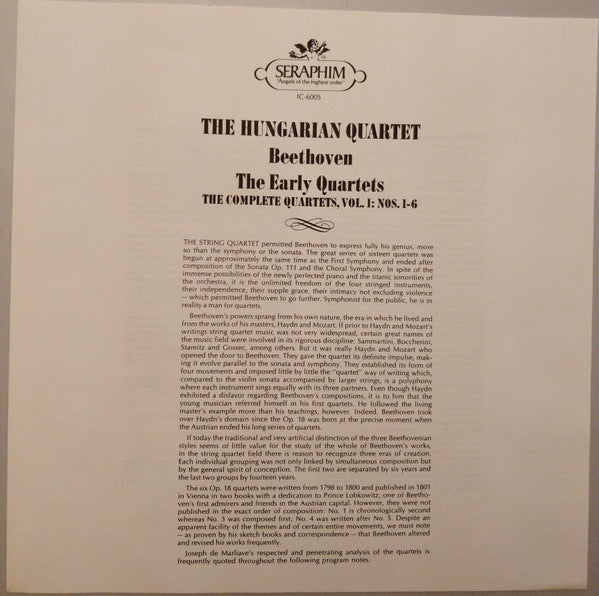 SERAPHIM
"Angels of the highest order"
IC-6005
THE HUNGARIAN QUARTET
Beethoven
The Early Quartets
THE COMPLETE QUARTETS, VOL. 1: NOS. 1-6
THE STRING QUARTET permitted Beethoven to express fully his genius, more
so than the symphony or the sonata. The great series of sixteen quartets was
begun at approximately the same time as the First Symphony and ended after
composition of the Sonata Op. 111 and the Choral Symphony. In spite of the
immense possibilities of the newly perfected piano and the titanic sonorities of
the orchestra, it is the unlimited freedom of the four stringed instruments,
their independence, their supple grace, their intimacy not excluding violence
— which permitted Beethoven to go further. Symphonist for the public, he is in
reality a man for quartets.
Beethoven's powers sprang from his own nature, the era in which he lived and
from the works of his masters, Haydn and Mozart. If prior to Haydn and Mozart's
writings string quartet music was not very widespread, certain great names of
the music field were involved in its rigorous discipline: Sammartini, Boccherini,
Stamitz and Gossec, among others. But it was really Haydn and Mozart who
opened the door to Beethoven. They gave the quartet its definite impulse, mak-
ing it evolve parallel to the sonata and symphony. They established its form of
four movements and imposed little by little the "quartet" way of writing which,
compared to the violin sonata accompanied by larger strings, is a polyphony
where each instrument sings equally with its three partners. Even though Haydn
exhibited a disfavor regarding Beethoven's compositions, it is to him that the
young musician referred himself in his first quartets. He followed the living
master's example more than his teachings, however. Indeed, Beethoven took
over Haydn's domain since the Op. 18 was born at the precise moment when
the Austrian ended his long series of quartets.
If today the traditional and very artificial distinction of the three Beethovenian
styles seems of little value for the study of the whole of Beethoven's works,
in the string quartet field there is reason to recognize three eras of creation.
Each individual grouping was not only linked by simultaneous composition but
by the general spirit of conception. The first two are separated by six years and
the last two groups by fourteen years.
The six Op. 18 quartets were written from 1798 to 1800 and published in 1801
in Vienna in two books with a dedication to Prince Lobkowitz, one of Beetho-
ven's first admirers and friends in the Austrian capital. However, they were not
published in the exact order of composition: No. 1 is chronologically second
whereas No. 3 was composed first; No. 4 was written after No. 5. Despite an
apparent facility of the themes and of certain entire movements, we must note
— as proven by his sketch books and correspondence — that Beethoven altered
and revised his works frequently.
Joseph de Marliave's respected and penetrating analysis of the quartets is
frequently quoted throughout the following program notes.